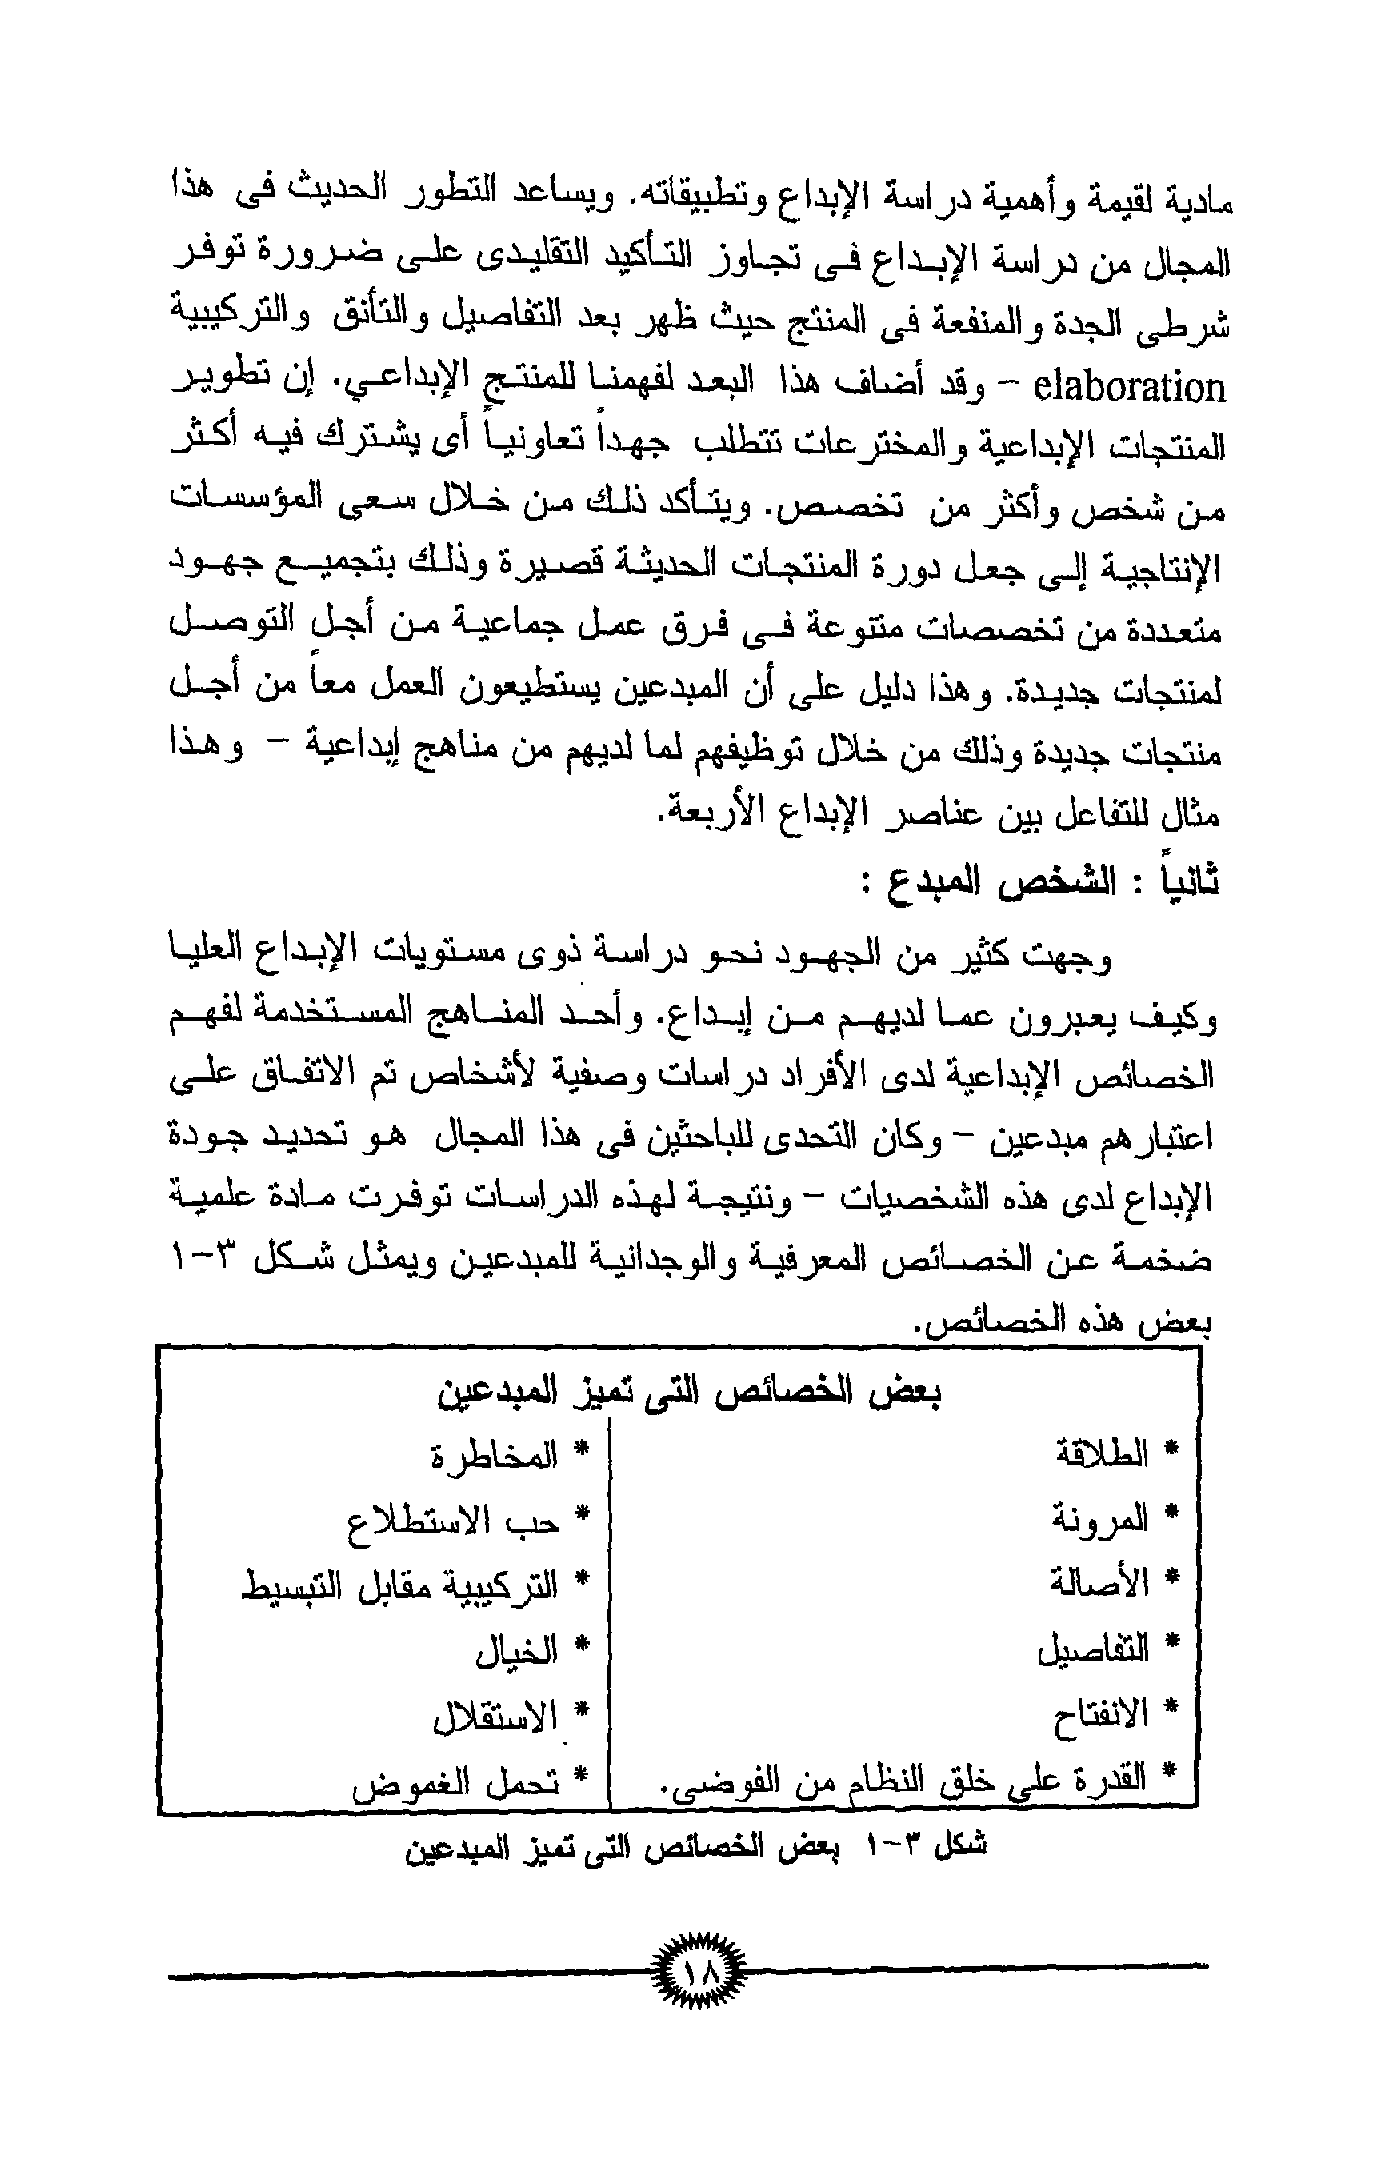 مادية لقيمة وأهمية دراسة الإبداع وتطبيقاته. ويساعد التطور الحديث فى هذا
المجال من دراسة الإبداع فى تجاوز التأكيد التقليدى على ضرورة توفر
شرطى الجدة والمنفعة فى المنتج حيث ظهر بعد التفاصيل والتأنق والتركيبية
elaboration – وقد أضاف هذا البعد لفهمنا للمنتج الإبداعي. إن تطوير
المنتجات الإبداعية والمخترعات تتطلب جهداً تعاونياً أى يشترك فيه أكثر
من شخص وأكثر من تخصص. ويتأكد ذلك من خلال سعى المؤسسات
الإنتاجية إلى جعل دورة المنتجات الحديثة قصيرة وذلك بتجميع جهود
متعددة من تخصصات متنوعة فى فرق عمل جماعية من أجل التوصل
لمنتجات جديدة. وهذا دليل على أن المبدعين يستطيعون العمل معاً من أجل
منتجات جديدة وذلك من خلال توظيفهم لما لديهم من مناهج إبداعية – وهذا
مثال للتفاعل بين عناصر الإبداع الأربعة.
ثانياً : الشخص المبدع :
وجهت كثير من الجهود نحو دراسة ذوى مستويات الإبداع العليا
وكيف يعبرون عما لديهم من إبداع. وأحد المناهج المستخدمة لفهم
الخصائص الإبداعية لدى الأفراد دراسات وصفية لأشخاص تم الاتفاق على
اعتبارهم مبدعين – وكان التحدى للباحثين فى هذا المجال هو تحديد جودة
الإبداع لدى هذه الشخصيات – ونتيجة لهذه الدراسات توفرت مادة علمية
ضخمة عن الخصائص المعرفية والوجدانية للمبدعين ويمثل شكل ٣-١
بعض هذه الخصائص.
بعض الخصائص التى تميز المبدعين
* الطلاقة
* المرونة
* الأصالة
* التفاصيل
* الانفتاح
* القدرة على خلق النظام من الفوضى.
* المخاطرة
* حب الاستطلاع
* التركيبية مقابل التبسيط
* الخيال
* الاستقلال
* تحمل الغموض
شكل ٣-١ بعض الخصائص التى تميز المبدعين
١٨